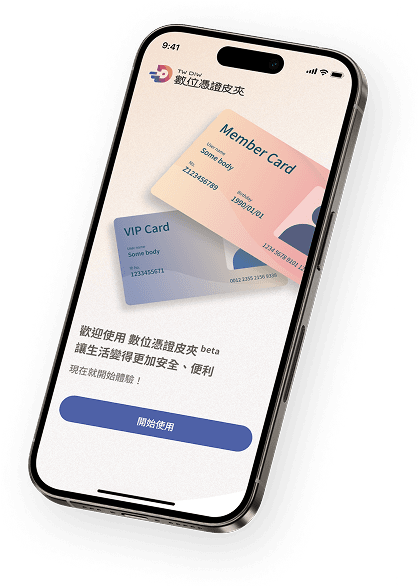 9:41
TW DIW
數位憑證皮夾
Member Card
User name
Some body
No.
Z123456789
Birthday
1990/01/01
1234 5678 8101 12
VIP Card
User name
Some body
ID No.
1233455671
0012 2355 2156 9335
歡迎使用 數位憑證皮夾 beta
讓生活變得更加安全、便利
現在就開始體驗！
開始使用